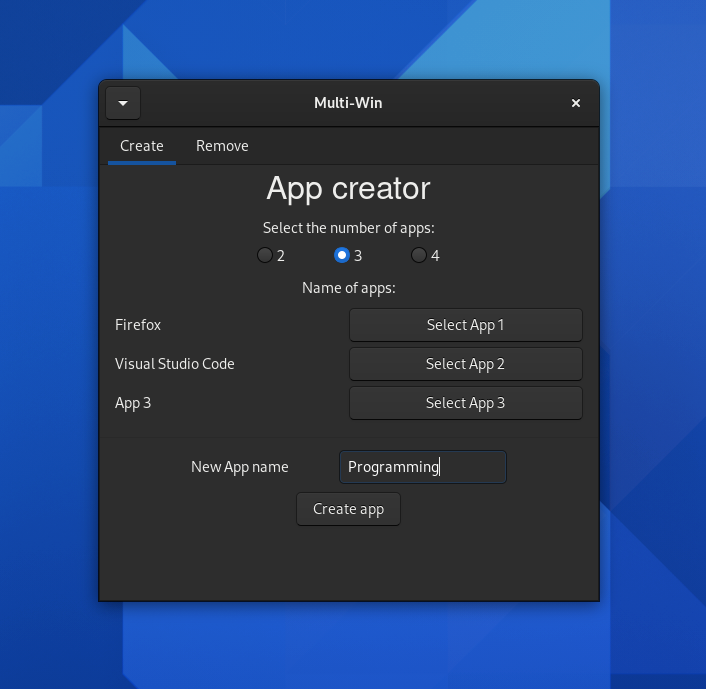 Multi-Win
Create Remove
App creator
Select the number of apps:
2 3 4
Name of apps:
Firefox Select App 1
Visual Studio Code Select App 2
App 3 Select App 3
New App name Programming
Create app